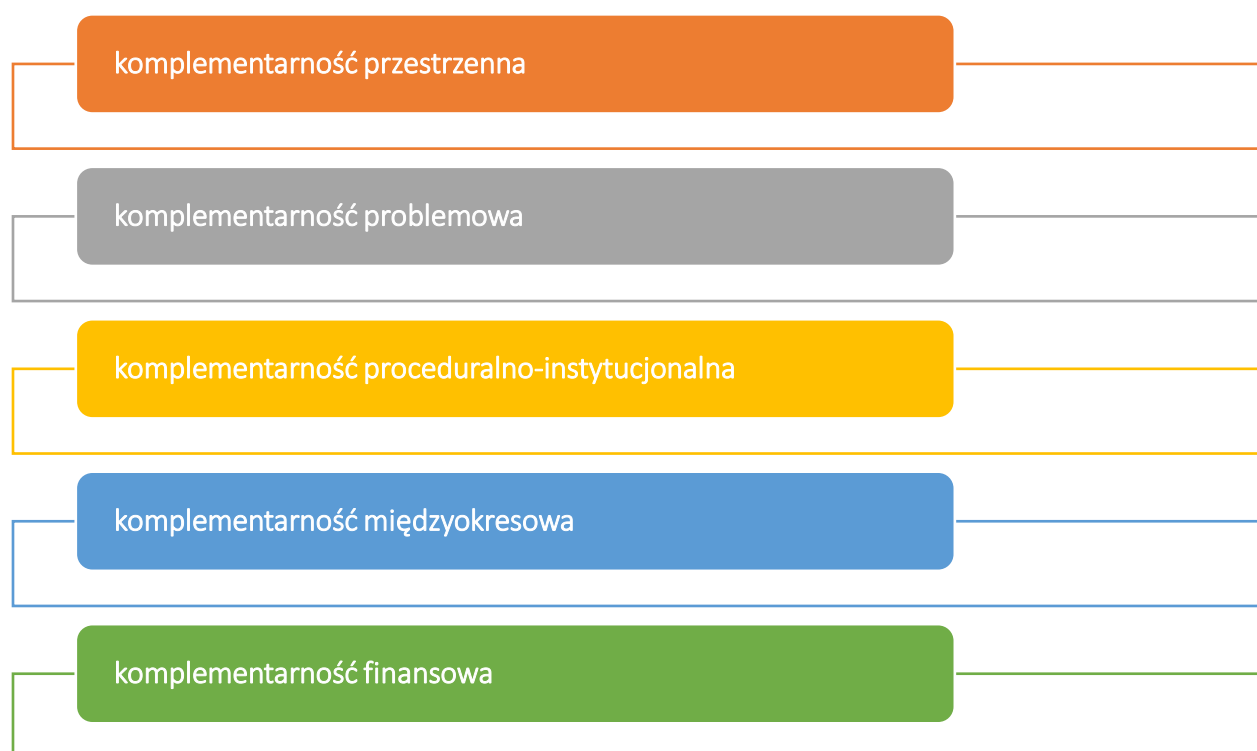 komplementarność przestrzenna
komplementarność problemowa
komplementarność proceduralno-instytucjonalna
komplementarność międzyokresowa
komplementarność finansowa